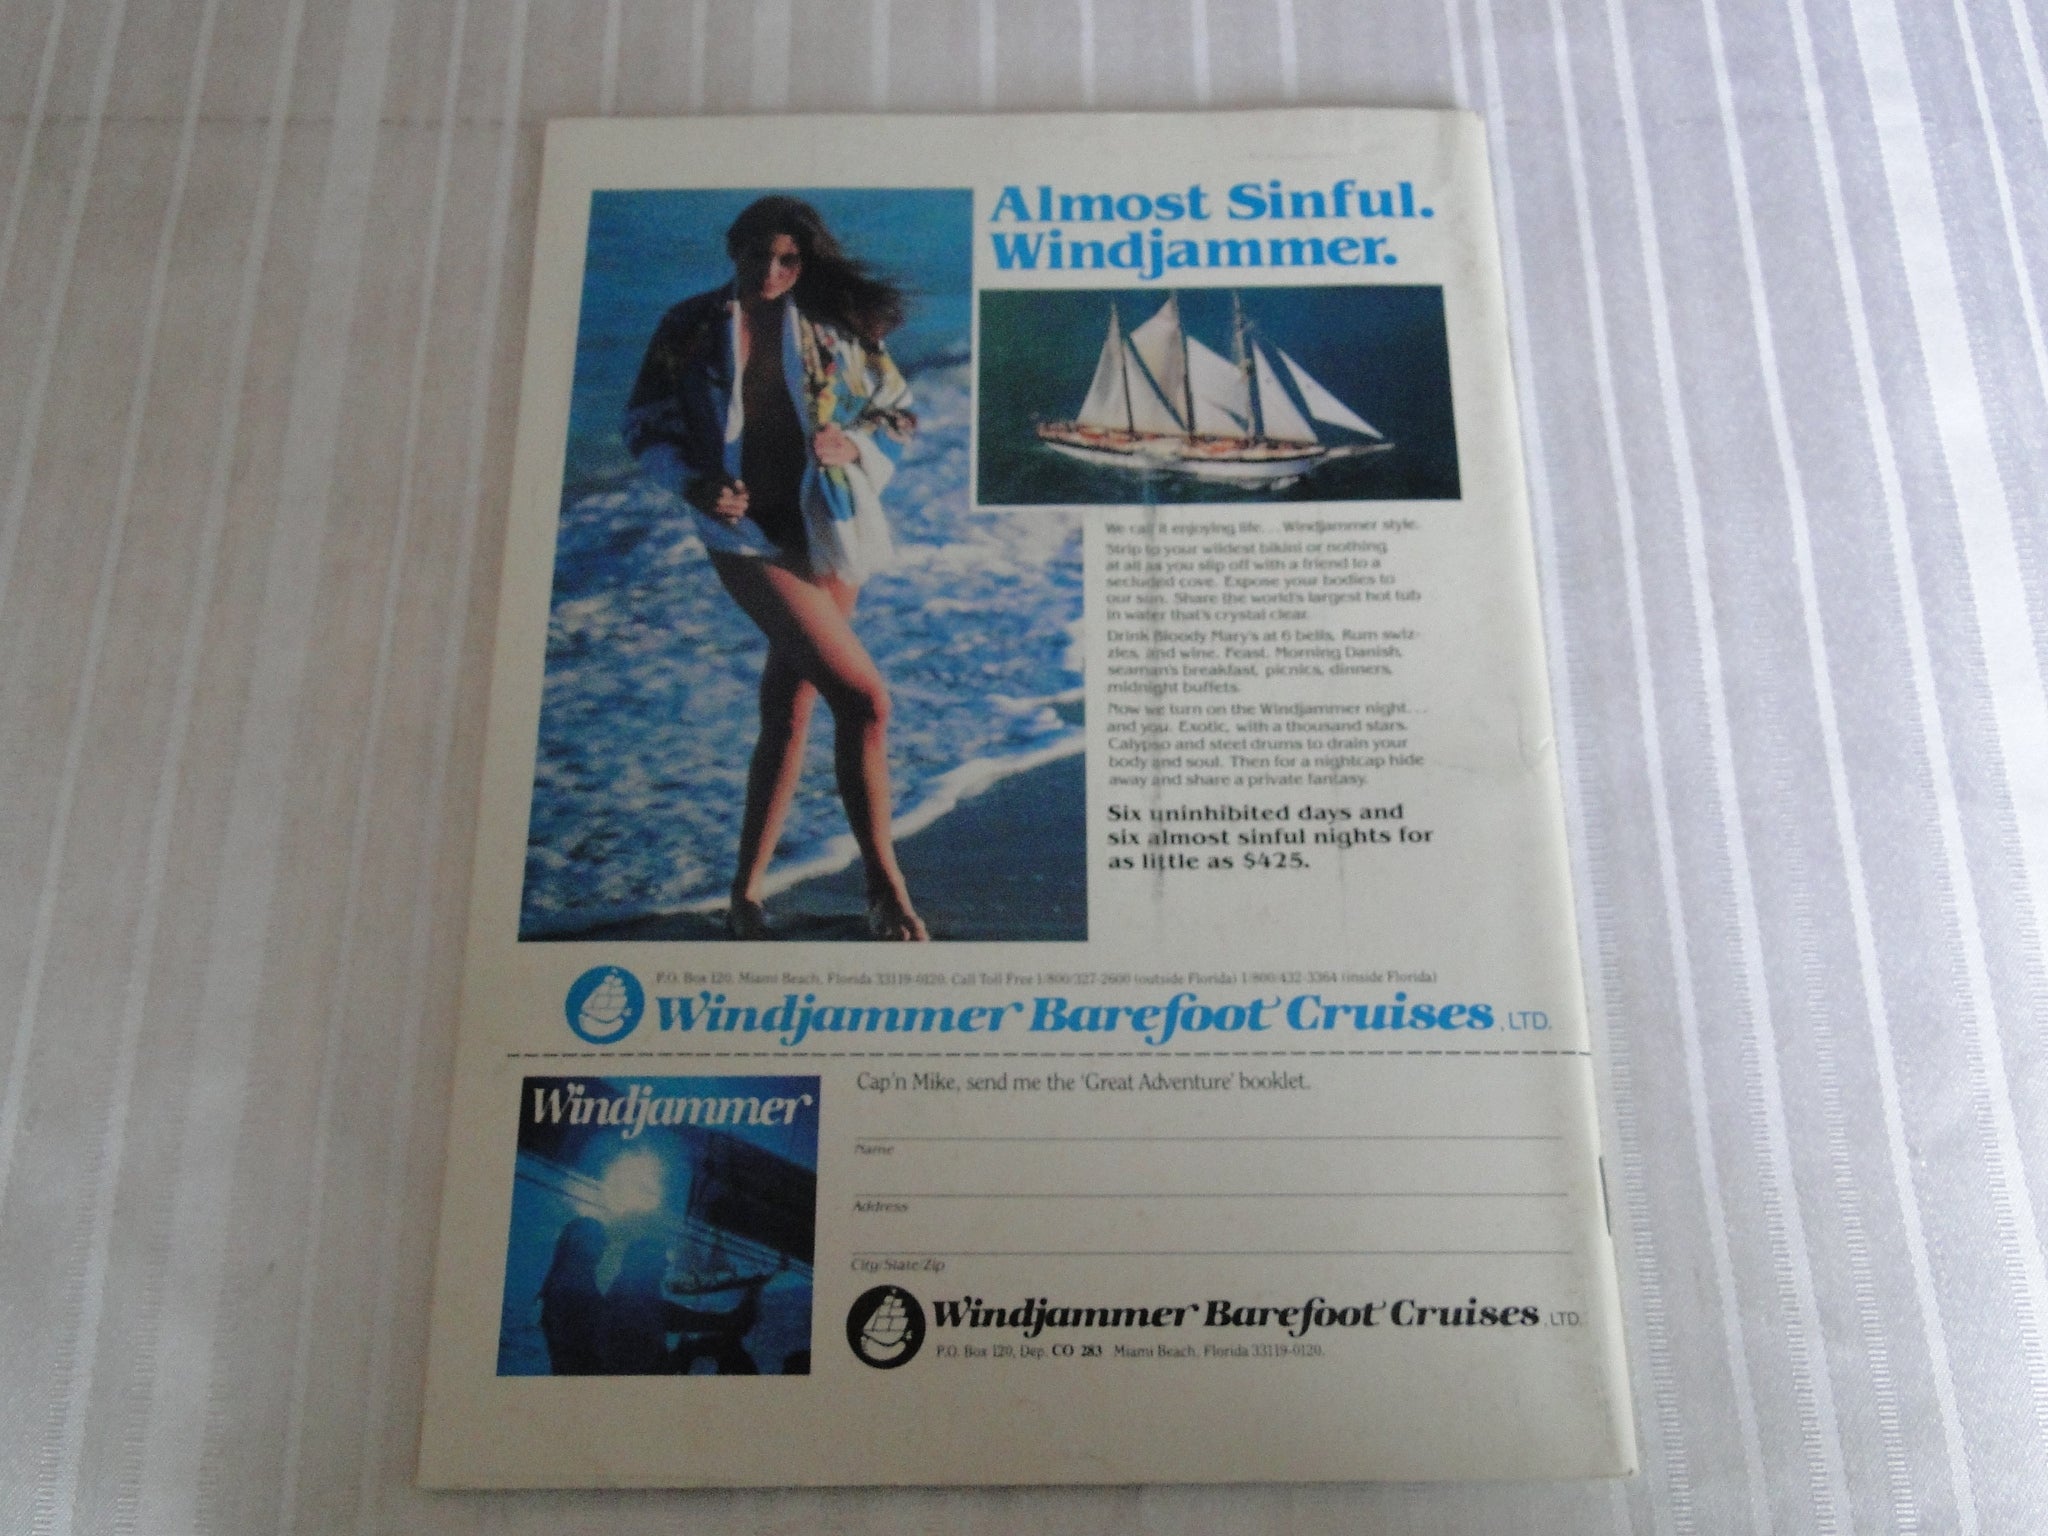 Almost Sinful.
Windjammer.
We call it enjoying life... Windjammer style.
Strip to your wildest bikini or nothing
at all as you slip off with a friend to a
secluded cove. Expose your bodies to
our sun. Share the world's largest hot tub
in water that's crystal clear.
Drink Bloody Mary's at 6 bells, Rum swiz-
zles, and wine. Feast. Morning Danish,
seaman's breakfast, picnics, dinners,
midnight buffets.
Now we turn on the Windjammer night...
and you. Exotic, with a thousand stars.
Calypso and steel drums to drain your
body and soul. Then for a nightcap hide
away and share a private fantasy.
Six uninhibited days and
six almost sinful nights for
as little as $425.
P.O. Box 120, Miami Beach, Florida 33119-0120, Call Toll Free 1/800/327-2600 (outside Florida) 1/800/432-3364 (inside Florida)
Windjammer Barefoot Cruises, LTD.
Windjammer
Cap'n Mike, send me the 'Great Adventure' booklet.
Name
Address
City/State/Zip
Windjammer Barefoot Cruises, LTD.
P.O. Box 120, Dep. CO 283 Miami Beach, Florida 33119-0120.